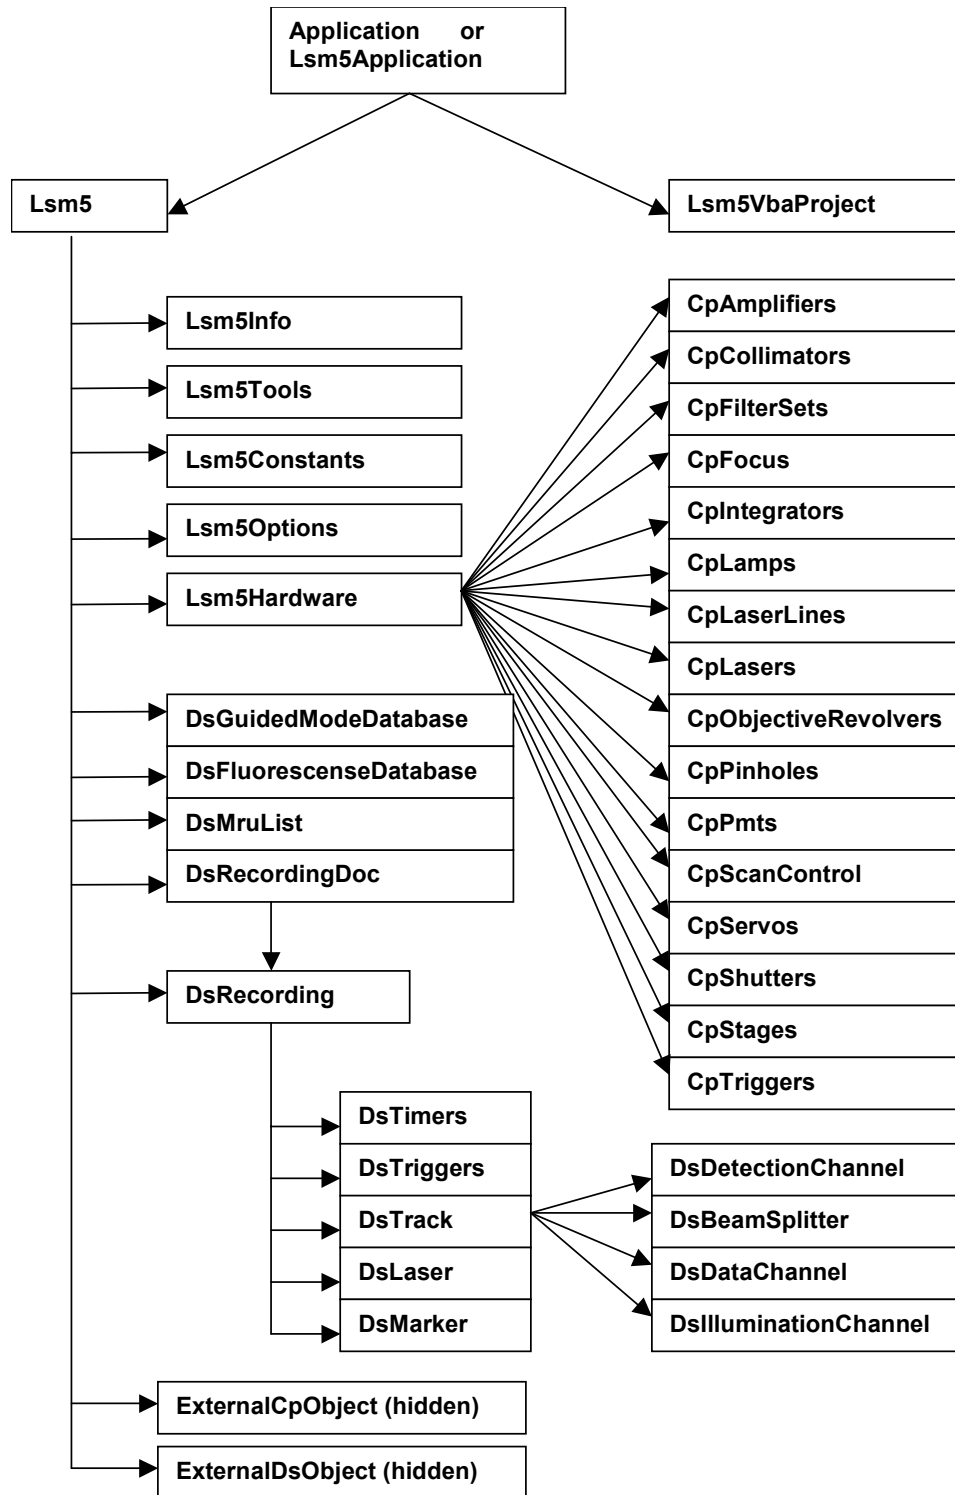 Application or
Lsm5Application
Lsm5
Lsm5VbaProject
Lsm5Info
Lsm5Tools
Lsm5Constants
Lsm5Options
Lsm5Hardware
CpAmplifiers
CpCollimators
CpFilterSets
CpFocus
CpIntegrators
CpLamps
CpLaserLines
CpLasers
CpObjectiveRevolvers
CpPinholes
CpPmts
CpScanControl
CpServos
CpShutters
CpStages
CpTriggers
DsGuidedModeDatabase
DsFluorescenseDatabase
DsMruList
DsRecordingDoc
DsRecording
DsTimers
DsTriggers
DsTrack
DsLaser
DsMarker
DsDetectionChannel
DsBeamSplitter
DsDataChannel
DsIlluminationChannel
ExternalCpObject (hidden)
ExternalDsObject (hidden)